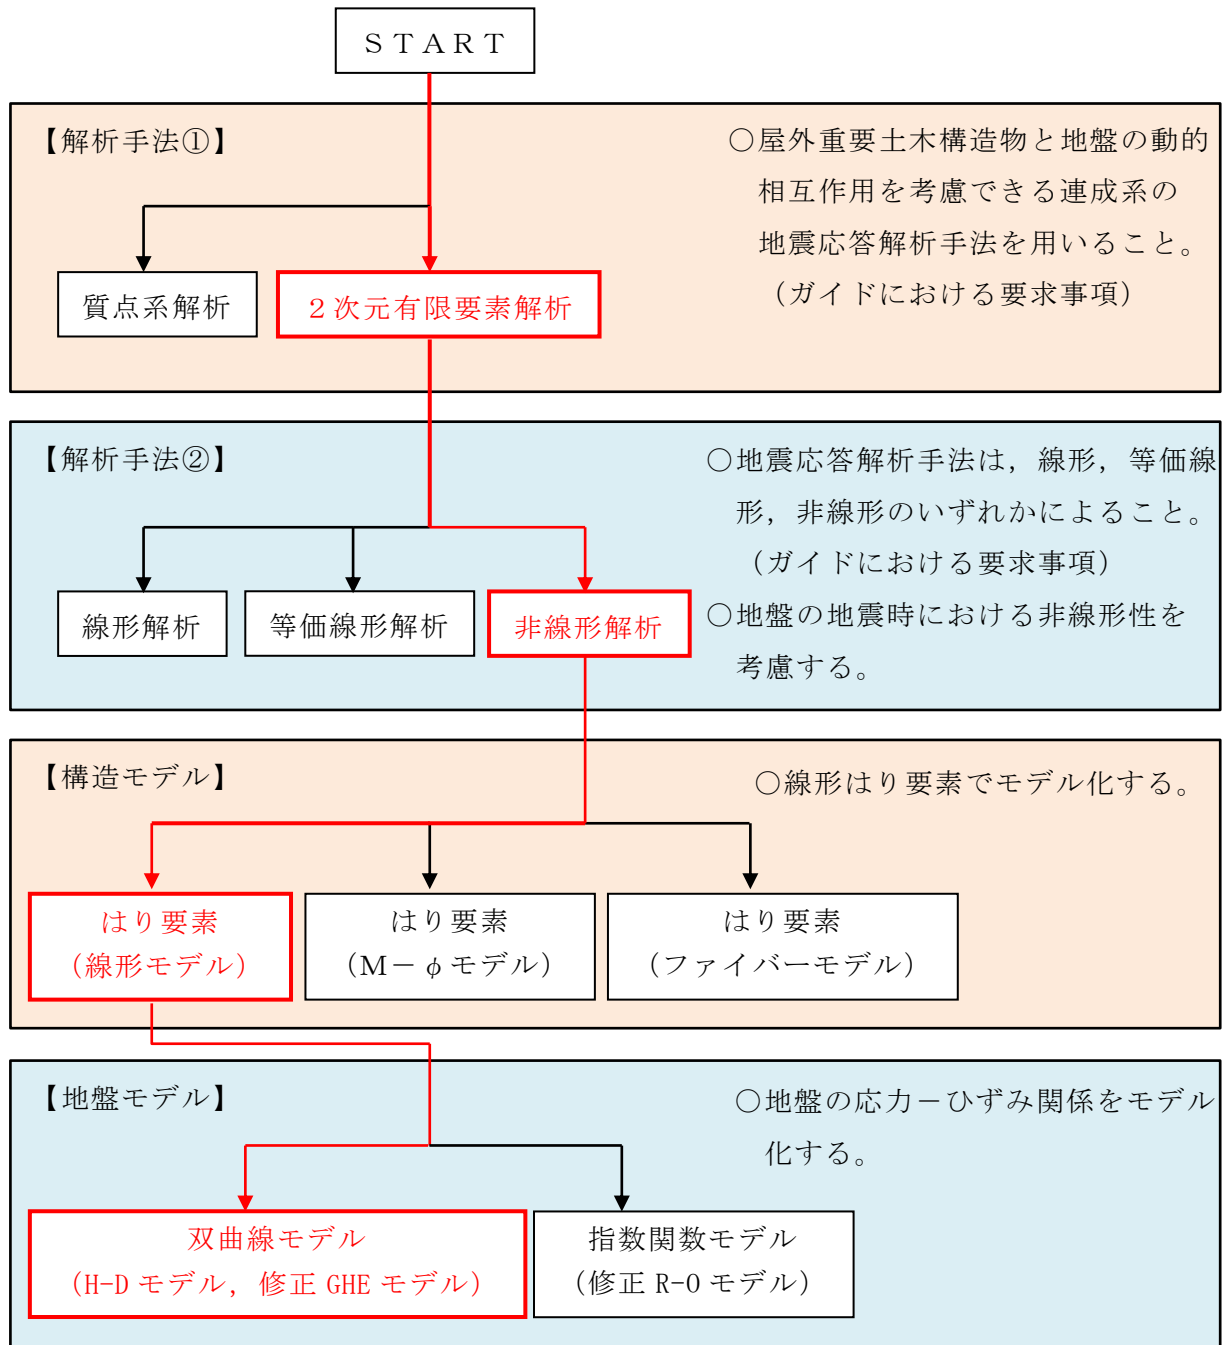 ＳＴＡＲＴ
【解析手法①】
○屋外重要土木構造物と地盤の動的
相互作用を考慮できる連成系の
地震応答解析手法を用いること。
（ガイドにおける要求事項）
質点系解析
２次元有限要素解析
【解析手法②】
○地震応答解析手法は，線形，等価線
形，非線形のいずれかによること。
（ガイドにおける要求事項）
○地盤の地震時における非線形性を
考慮する。
線形解析
等価線形解析
非線形解析
【構造モデル】
○線形はり要素でモデル化する。
はり要素
（線形モデル）
はり要素
（Ｍ－φモデル）
はり要素
（ファイバーモデル）
【地盤モデル】
○地盤の応力－ひずみ関係をモデル
化する。
双曲線モデル
（H-D モデル，修正 GHE モデル）
指数関数モデル
（修正 R-O モデル）